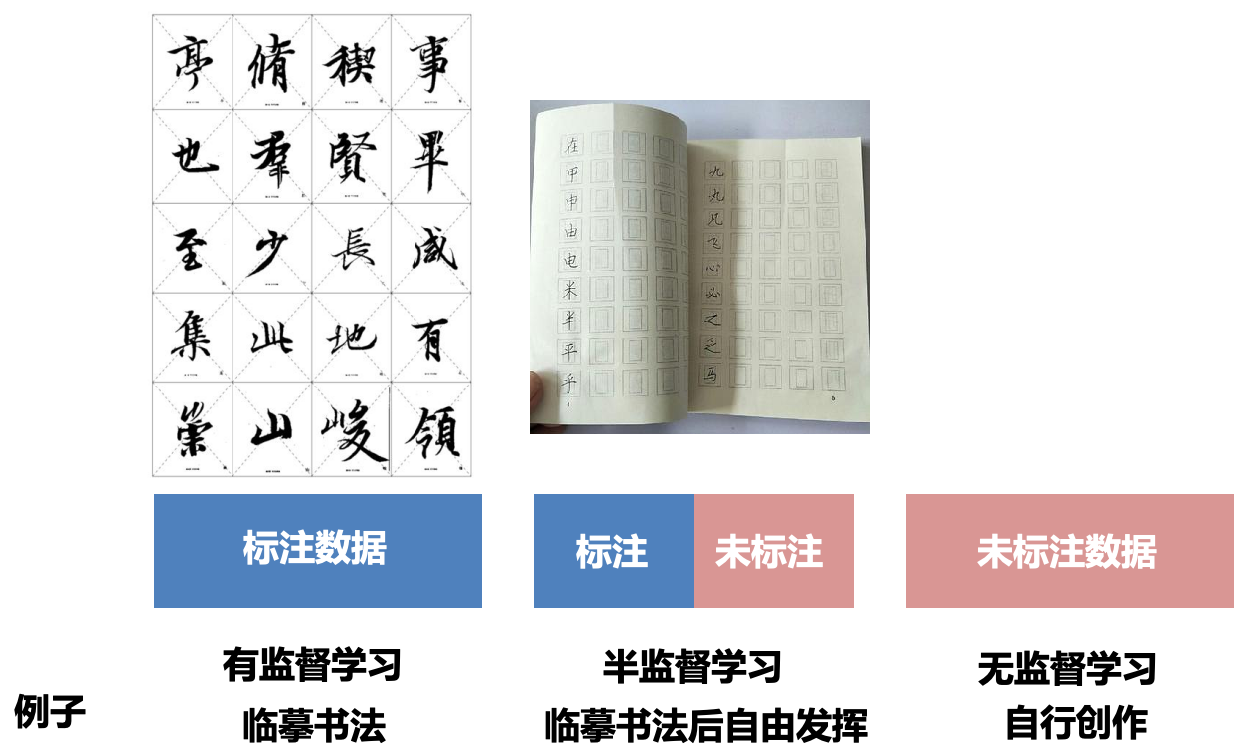 亭脩稧事
也羣賢畢
至少長咸
集此地有
崇山峻領
在
甲
申
由
电
米
半
平
乎
九
丸
凡
飞
心
必
之
马
5
标注数据
标注 未标注
未标注数据
有监督学习
半监督学习
无监督学习
例子
临摹书法
临摹书法后自由发挥
自行创作